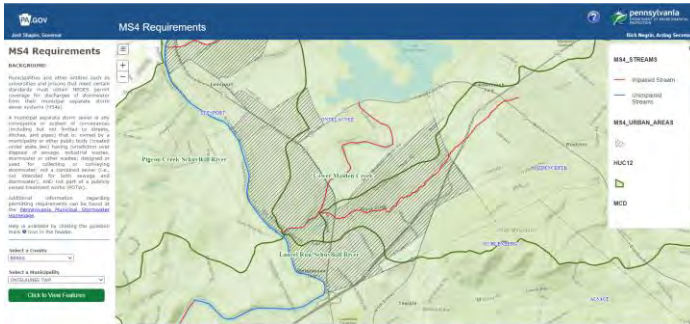 PA.GOV
Josh Shapiro, Governor
MS4 Requirements
?
pennsylvania
DEPARTMENT OF ENVIRONMENTAL
PROTECTION
MS4 Requirements
BACKGROUND:
Municipalities and other entities such as
universities and prisons that meet certain
standards must obtain NPDES permit
coverage for discharges of stormwater
from their municipal separate storm
sewer systems (MS4s).
A municipal separate storm sewer is any
conveyance or system of conveyances
(including but not limited to streets,
ditches, and pipes) that is: owned by a
municipality or other public body (created
under state law) having jurisdiction over
disposal of sewage, industrial wastes,
stormwater or other wastes; designed or
used for collecting or conveying
stormwater; not a combined sewer (i.e.,
not intended for both sewage and
stormwater); AND not part of a publicly
owned treatment works (POTW).
Additional information regarding
permitting requirements can be found at
the Pennsylvania Municipal Stormwater
Homepage.
Help is available by clicking the question
mark icon in the header.
Select a County
BERKS
Select a Municipality
ONTELAUNEE TWP
Click to View Features
+
−
LEESPORT
ONTELAUNEE
Pigeon Creek-Schuylkill River
Lower Maiden Creek
MAIDENCREEK
Laurel Run-Schuylkill River
MUHLENBERG
ALSACE
Temple
MS4_STREAMS
Impaired Stream
Unimpaired
Streams
MS4_URBAN_AREAS
HUC12
MCD